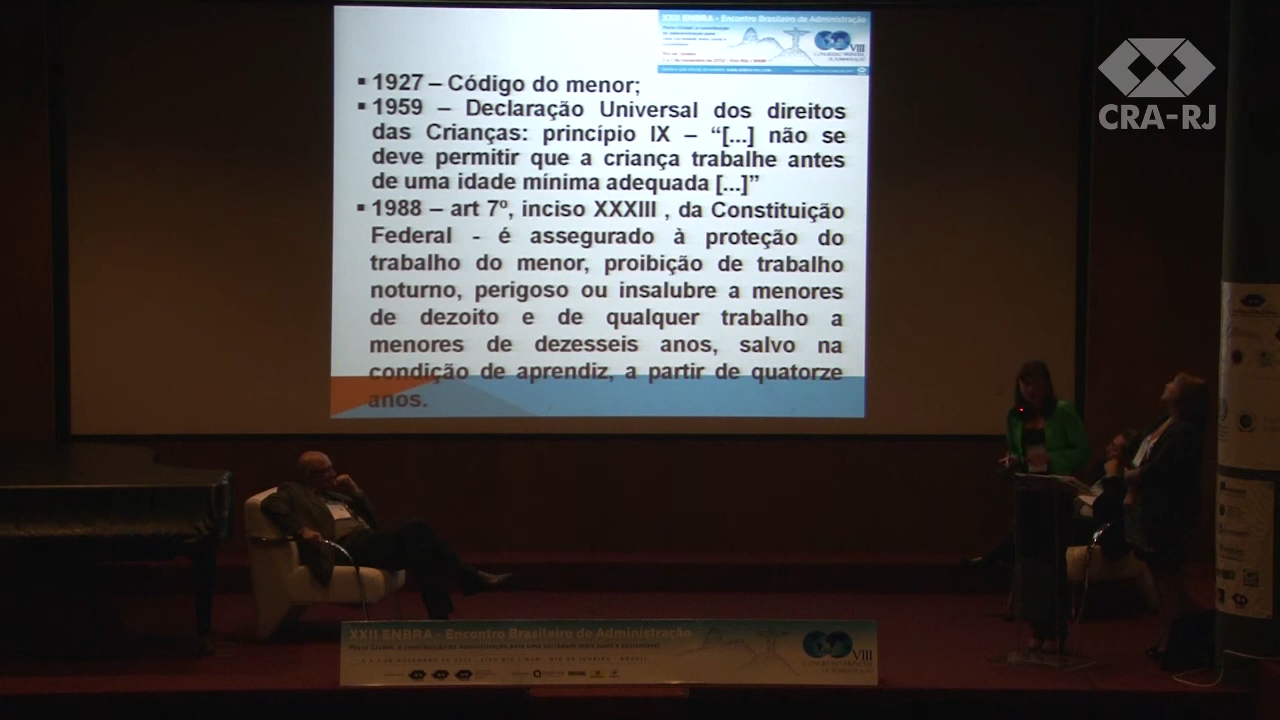 XXII ENBRA - Encontro Brasileiro de Administração
VIII
CRA-RJ
▪ 1927 – Código do menor;
▪ 1959 – Declaração Universal dos direitos
das Crianças: princípio IX – “[...] não se
deve permitir que a criança trabalhe antes
de uma idade mínima adequada [...]”
▪ 1988 – art 7º, inciso XXXIII , da Constituição
Federal - é assegurado à proteção do
trabalho do menor, proibição de trabalho
noturno, perigoso ou insalubre a menores
de dezoito e de qualquer trabalho a
menores de dezesseis anos, salvo na
condição de aprendiz, a partir de quatorze
anos.
XXII ENBRA - Encontro Brasileiro de Administração
VIII